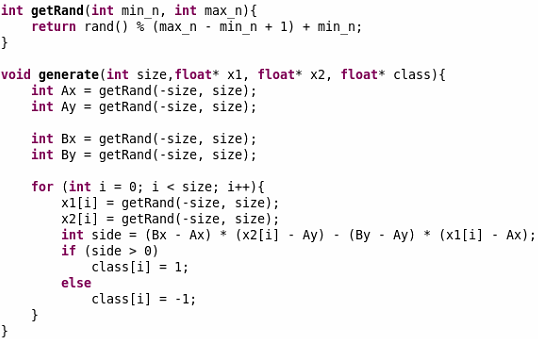 int getRand(int min_n, int max_n){
    return rand() % (max_n - min_n + 1) + min_n;
}

void generate(int size,float* x1, float* x2, float* class){
    int Ax = getRand(-size, size);
    int Ay = getRand(-size, size);

    int Bx = getRand(-size, size);
    int By = getRand(-size, size);

    for (int i = 0; i < size; i++){
        x1[i] = getRand(-size, size);
        x2[i] = getRand(-size, size);
        int side = (Bx - Ax) * (x2[i] - Ay) - (By - Ay) * (x1[i] - Ax);
        if (side > 0)
            class[i] = 1;
        else
            class[i] = -1;
    }
}